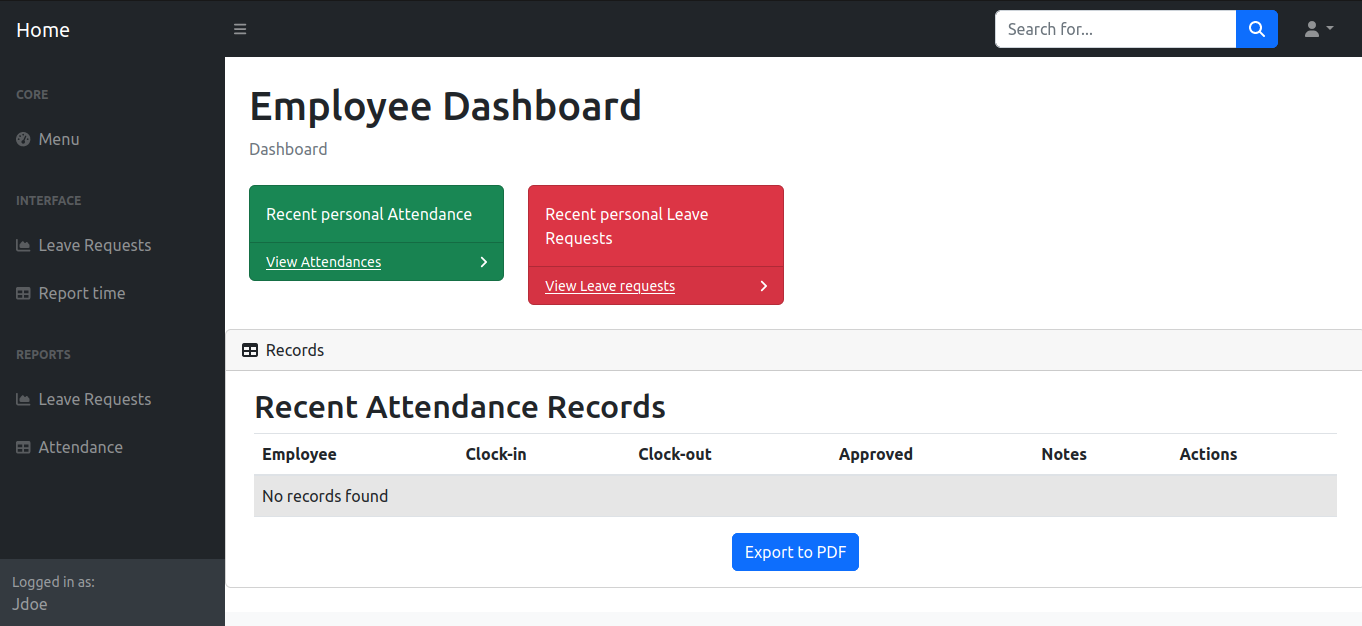 Home
Search for...
CORE
Menu
INTERFACE
Leave Requests
Report time
REPORTS
Leave Requests
Attendance
Logged in as:
Jdoe
Employee Dashboard
Dashboard
Recent personal Attendance
View Attendances
Recent personal Leave
Requests
View Leave requests
Records
Recent Attendance Records
Employee Clock-in Clock-out Approved Notes Actions
No records found
Export to PDF